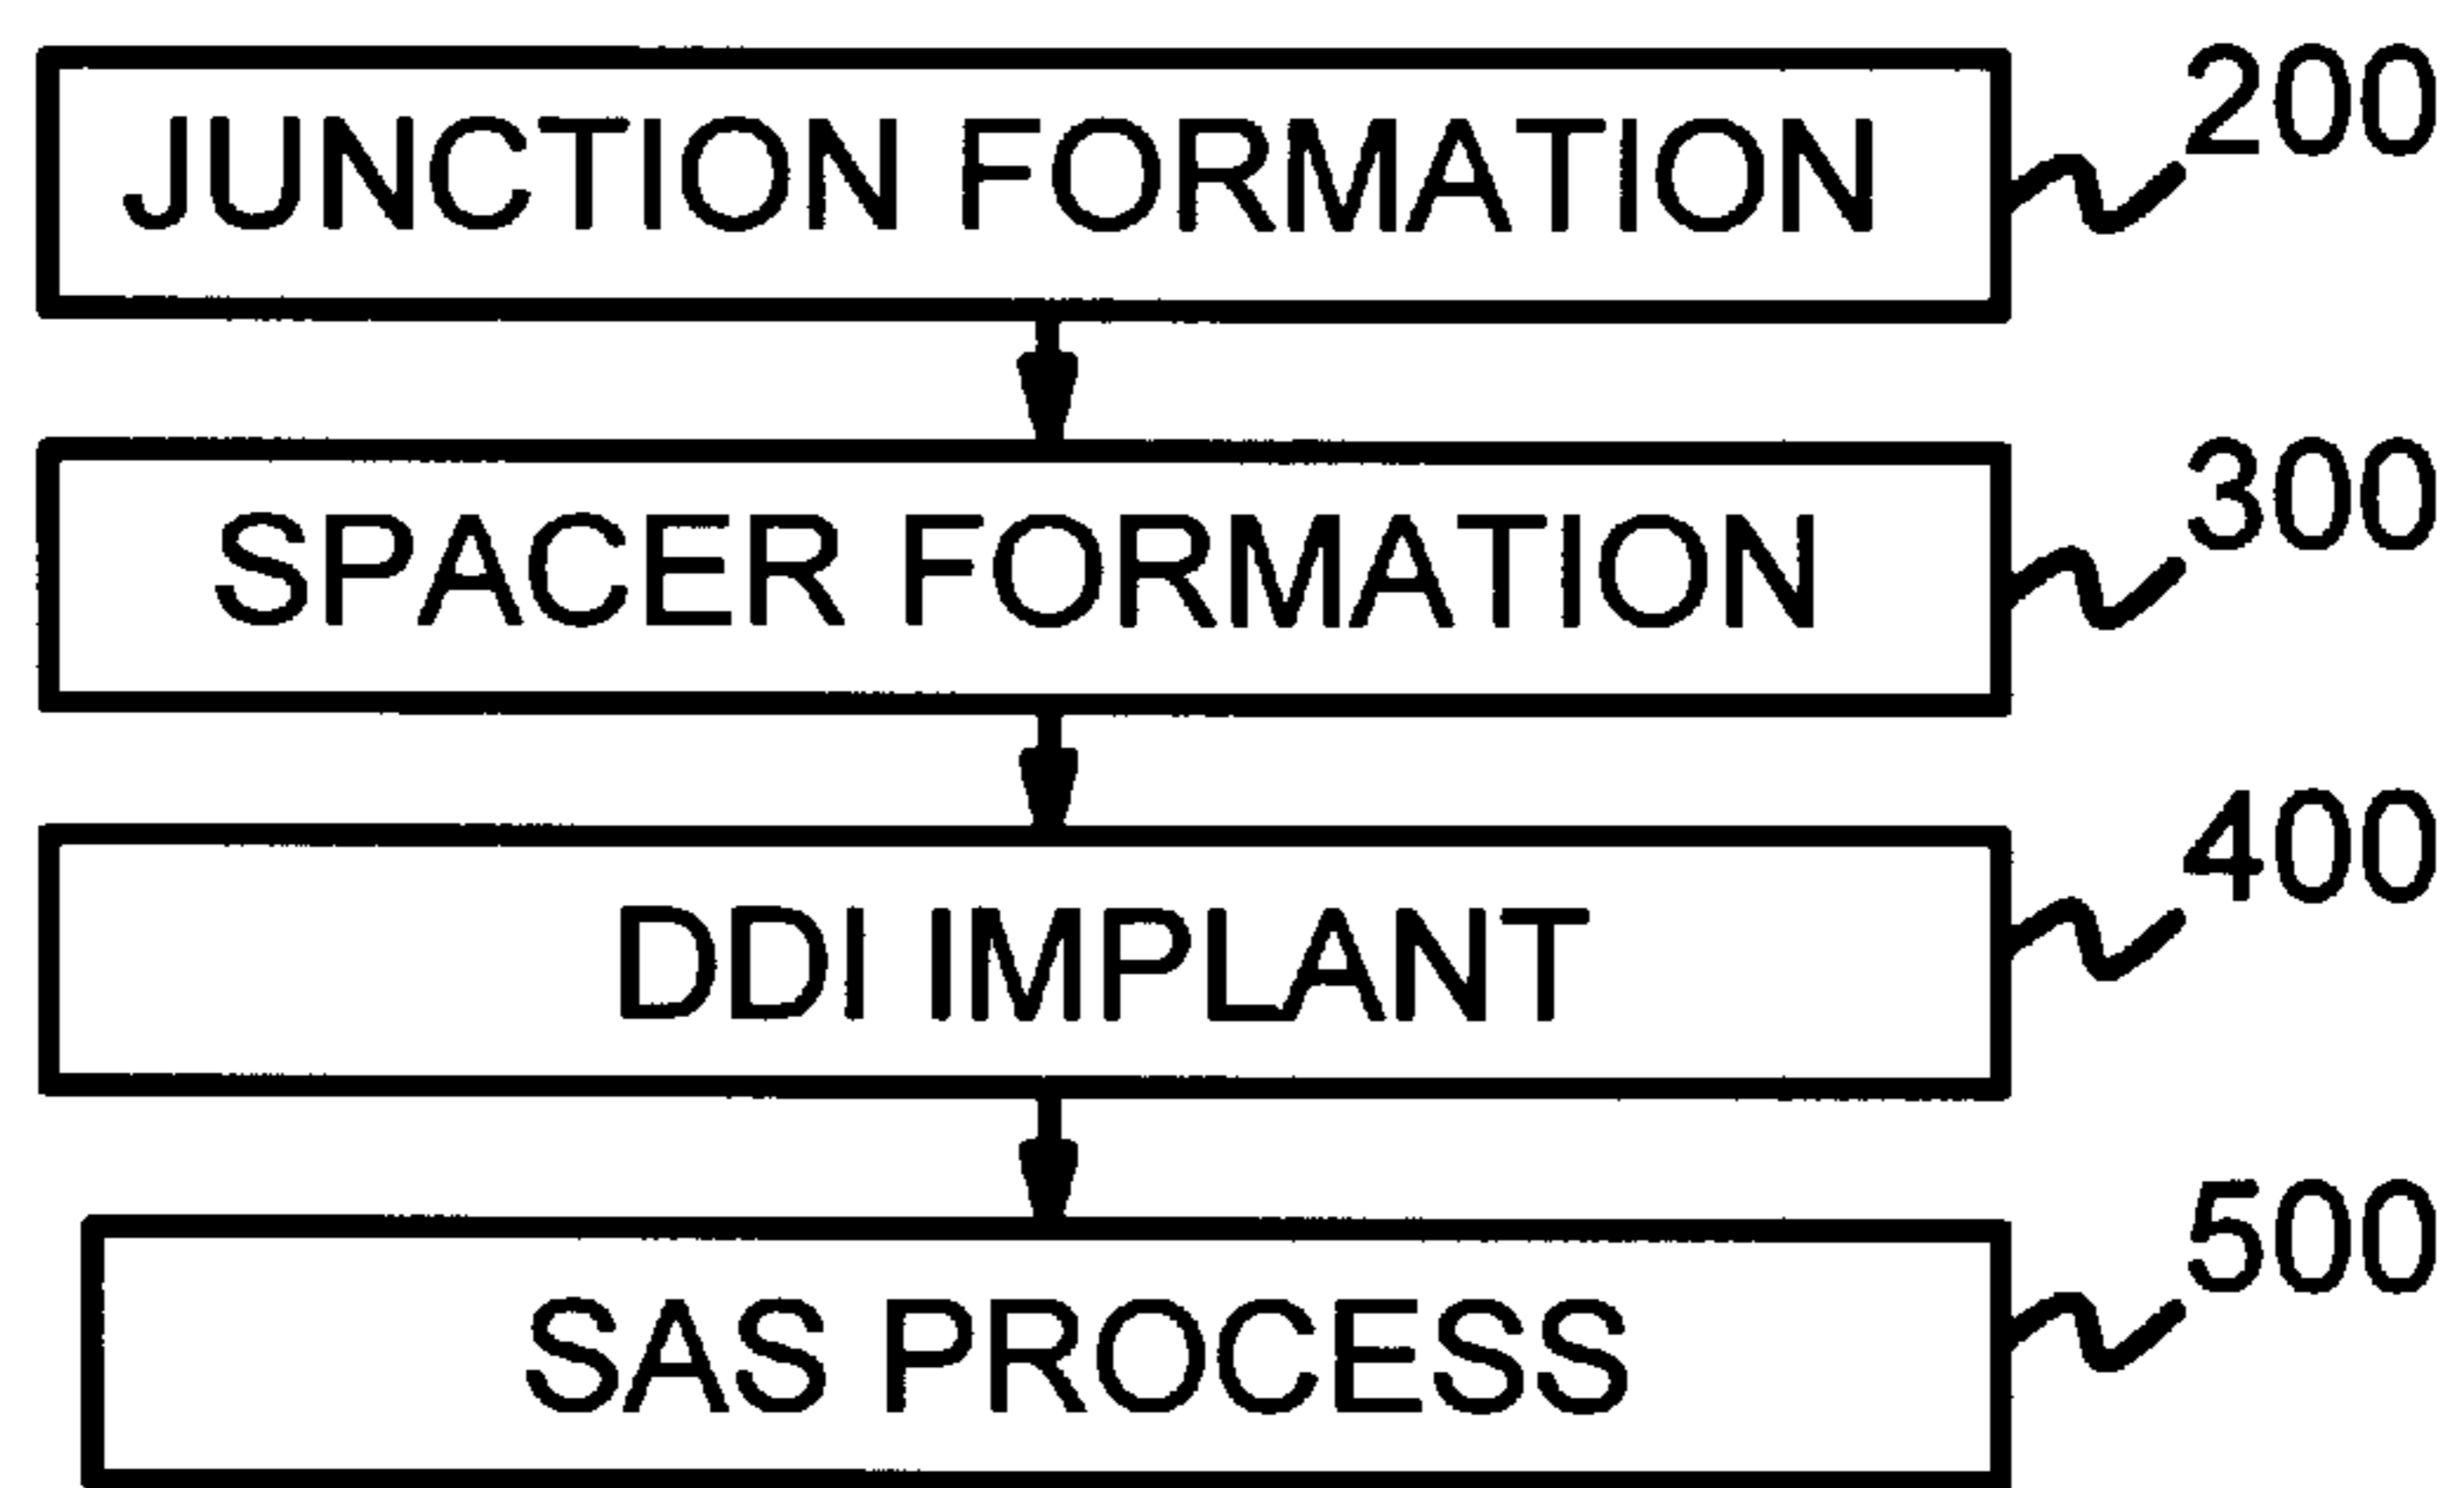 JUNCTION FORMATION
200
SPACER FORMATION
300
DDI IMPLANT
400
SAS PROCESS
500